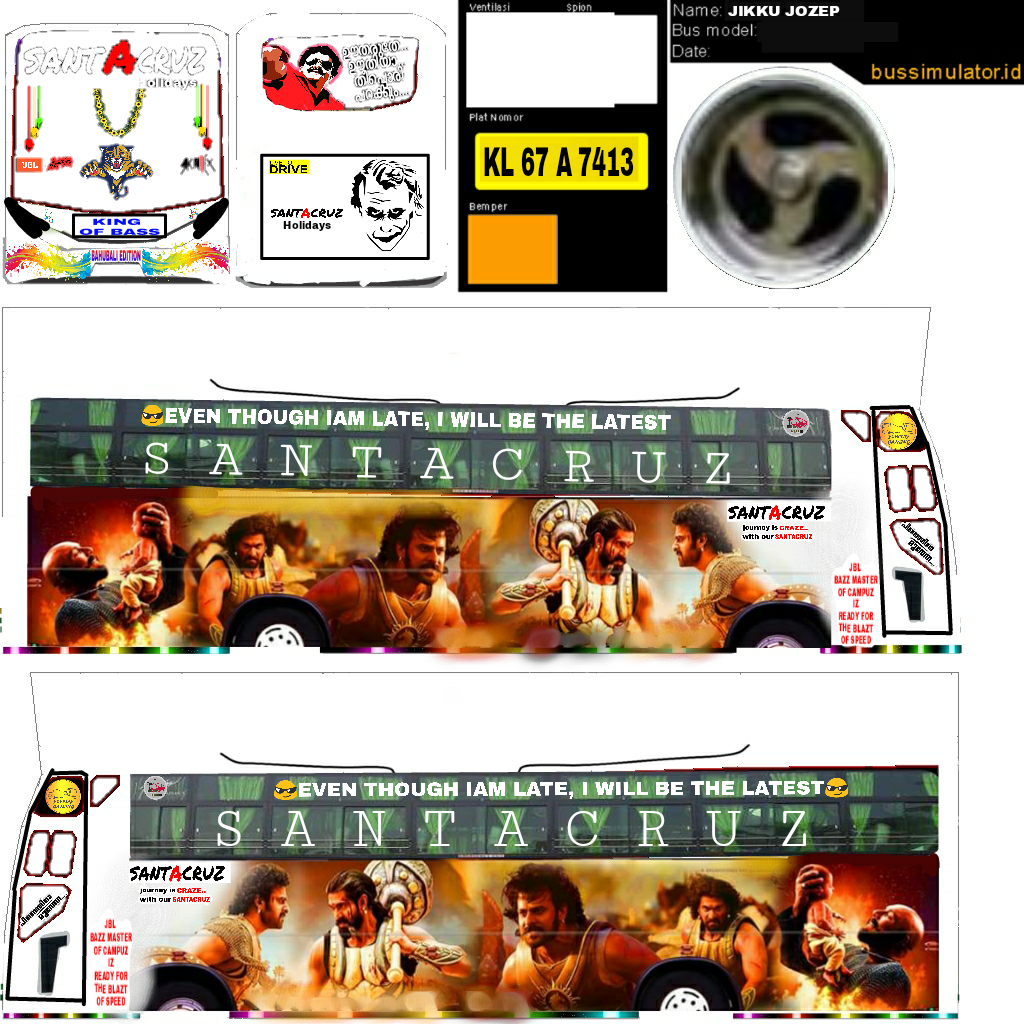 Ventilasi
Spion
Name: JIKKU JOZEP
Bus model:
Date:
bussimulator.id
SANTACRUZ
olidays
JBL
KING
OF BASS
BAHUBALI EDITION
DRIVE
SANTACRUZ
Holidays
Plat Nomor
KL 67 A 7413
Bemper
EVEN THOUGH IAM LATE, I WILL BE THE LATEST
SANTACRUZ
SANTACRUZ
journey is CRAZE..
with our SANTACRUZ
JBL
BAZZ MASTER
OF CAMPUZ
IZ
READY FOR
THE BLAZT
OF SPEED
1
EVEN THOUGH IAM LATE, I WILL BE THE LATEST
SANTACRUZ
SANTACRUZ
journey is CRAZE..
with our SANTACRUZ
JBL
BAZZ MASTER
OF CAMPUZ
IZ
READY FOR
THE BLAZT
OF SPEED
1